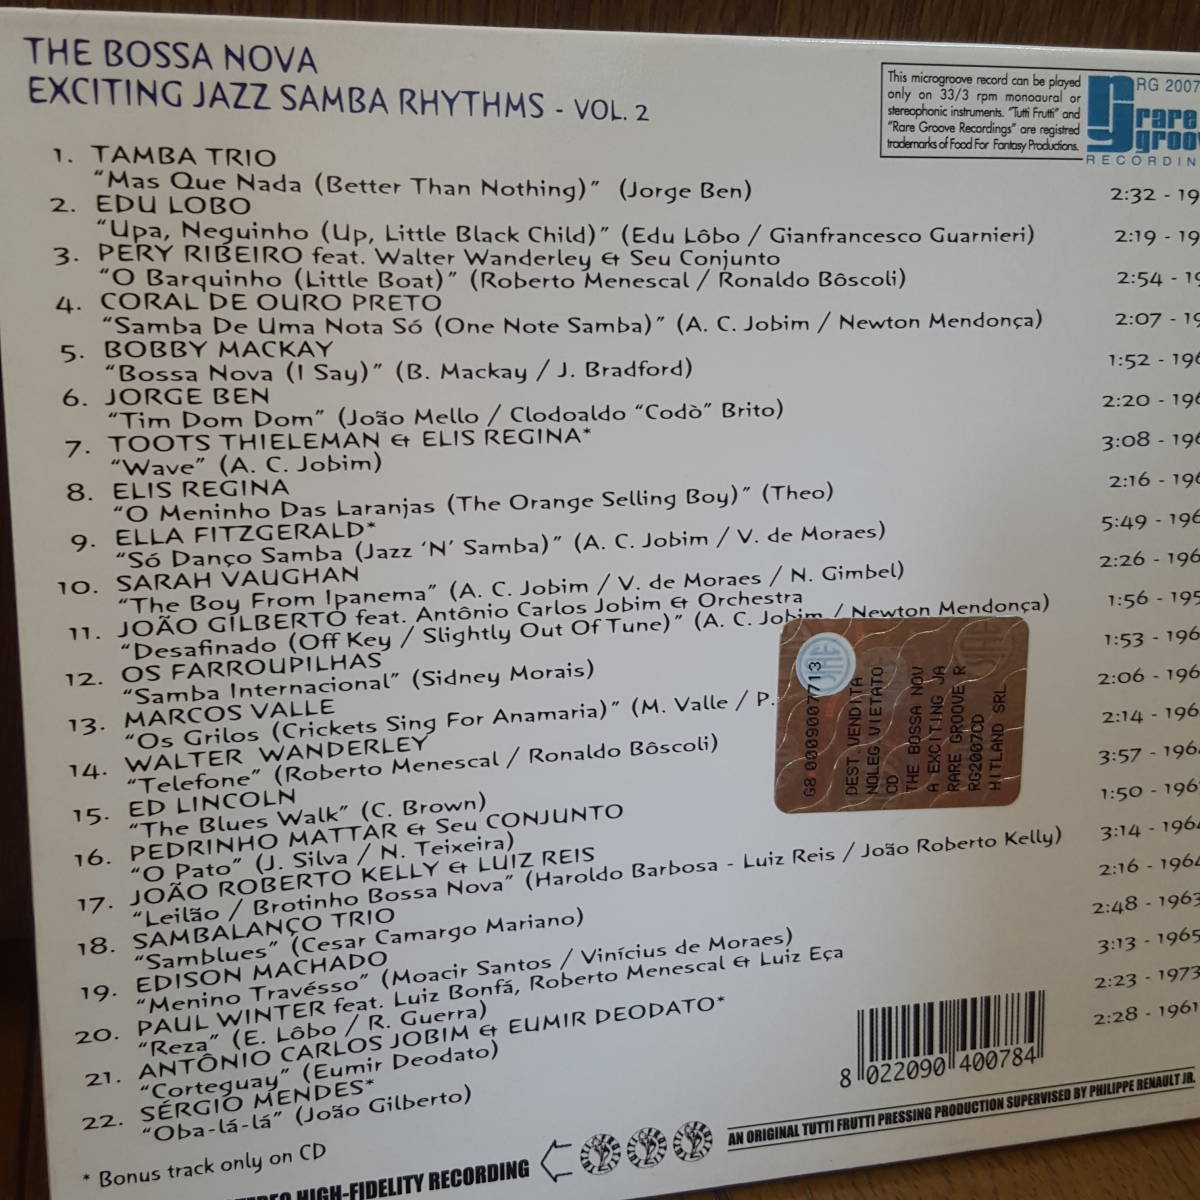 THE BOSSA NOVA
EXCITING JAZZ SAMBA RHYTHMS - VOL. 2
This microgroove record can be played
only on 33/3 rpm monoaural or
stereophonic instruments. "Tutti Frutti" and
"Rare Groove Recordings" are registred
trademarks of Food For Fantasy Productions.
RG 2007
rare
groov
RECORDIN
1. TAMBA TRIO
"Mas Que Nada (Better Than Nothing)" (Jorge Ben) 2:32 - 19
2. EDU LOBO
"Upa, Neguinho (Up, Little Black Child)" (Edu Lôbo / Gianfrancesco Guarnieri) 2:19 - 19
3. PERY RIBEIRO feat. Walter Wanderley & Seu Conjunto
"O Barquinho (Little Boat)" (Roberto Menescal / Ronaldo Bôscoli) 2:54 - 19
4. CORAL DE OURO PRETO
"Samba De Uma Nota Só (One Note Samba)" (A. C. Jobim / Newton Mendonça) 2:07 - 19
5. BOBBY MACKAY
"Bossa Nova (I Say)" (B. Mackay / J. Bradford) 1:52 - 196
6. JORGE BEN
"Tim Dom Dom" (João Mello / Clodoaldo "Codò" Brito) 2:20 - 196
7. TOOTS THIELEMAN & ELIS REGINA*
"Wave" (A. C. Jobim) 3:08 - 196
8. ELIS REGINA
"O Meninho Das Laranjas (The Orange Selling Boy)" (Theo) 2:16 - 196
9. ELLA FITZGERALD*
"Só Danço Samba (Jazz 'N' Samba)" (A. C. Jobim / V. de Moraes) 5:49 - 196
10. SARAH VAUGHAN
"The Boy From Ipanema" (A. C. Jobim / V. de Moraes / N. Gimbel) 2:26 - 196
11. JOÃO GILBERTO feat. Antônio Carlos Jobim & Orchestra
"Desafinado (Off Key / Slightly Out Of Tune)" (A. C. Jobim / Newton Mendonça) 1:56 - 195
12. OS FARROUPILHAS
"Samba Internacional" (Sidney Morais) 1:53 - 196
13. MARCOS VALLE
"Os Grilos (Crickets Sing For Anamaria)" (M. Valle / P. 2:06 - 196
14. WALTER WANDERLEY
"Telefone" (Roberto Menescal / Ronaldo Bôscoli) 2:14 - 196
15. ED LINCOLN
"The Blues Walk" (C. Brown) 3:57 - 196
16. PEDRINHO MATTAR & Seu CONJUNTO
"O Pato" (J. Silva / N. Teixeira) 1:50 - 196
17. JOÃO ROBERTO KELLY & LUIZ REIS
"Leilão / Brotinho Bossa Nova" (Haroldo Barbosa - Luiz Reis / João Roberto Kelly) 3:14 - 1964
18. SAMBALANÇO TRIO
"Samblues" (Cesar Camargo Mariano) 2:16 - 1964
19. EDISON MACHADO
"Menino Travésso" (Moacir Santos / Vinícius de Moraes) 2:48 - 1963
20. PAUL WINTER feat. Luiz Bonfá, Roberto Menescal & Luiz Eça
"Reza" (E. Lôbo / R. Guerra) 3:13 - 1965
21. ANTÔNIO CARLOS JOBIM & EUMIR DEODATO*
"Corteguay" (Eumir Deodato) 2:23 - 1973
22. SÉRGIO MENDES*
"Oba-lá-lá" (João Gilberto) 2:28 - 1961
* Bonus track only on CD
G8 0009007713
DEST VENDITA
NOLEG VIETATO
CD
THE BOSSA NOV
A EXCITING JA
RARE GROOVE R
RG2007CD
HITLAND SRL
8 022090 400784
HIGH-FIDELITY RECORDING
AN ORIGINAL TUTTI FRUTTI PRESSING PRODUCTION SUPERVISED BY PHILIPPE RENAULT JR.